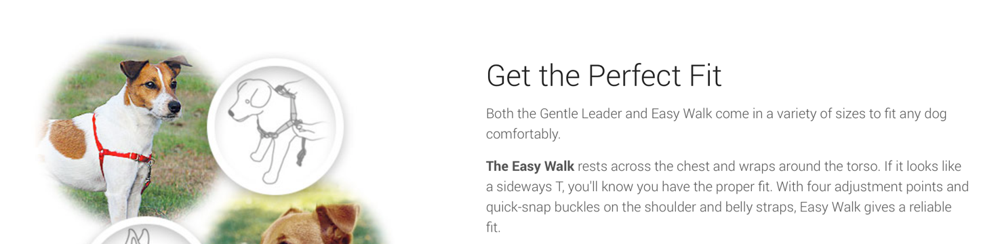 Get the Perfect Fit
Both the Gentle Leader and Easy Walk come in a variety of sizes to fit any dog
comfortably.
The Easy Walk rests across the chest and wraps around the torso. If it looks like
a sideways T, you'll know you have the proper fit. With four adjustment points and
quick-snap buckles on the shoulder and belly straps, Easy Walk gives a reliable
fit.